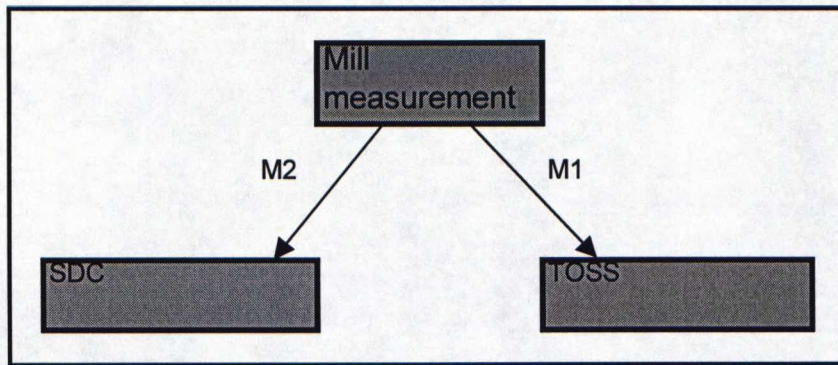 Mill
measurement
M2
M1
SDC
TOSS